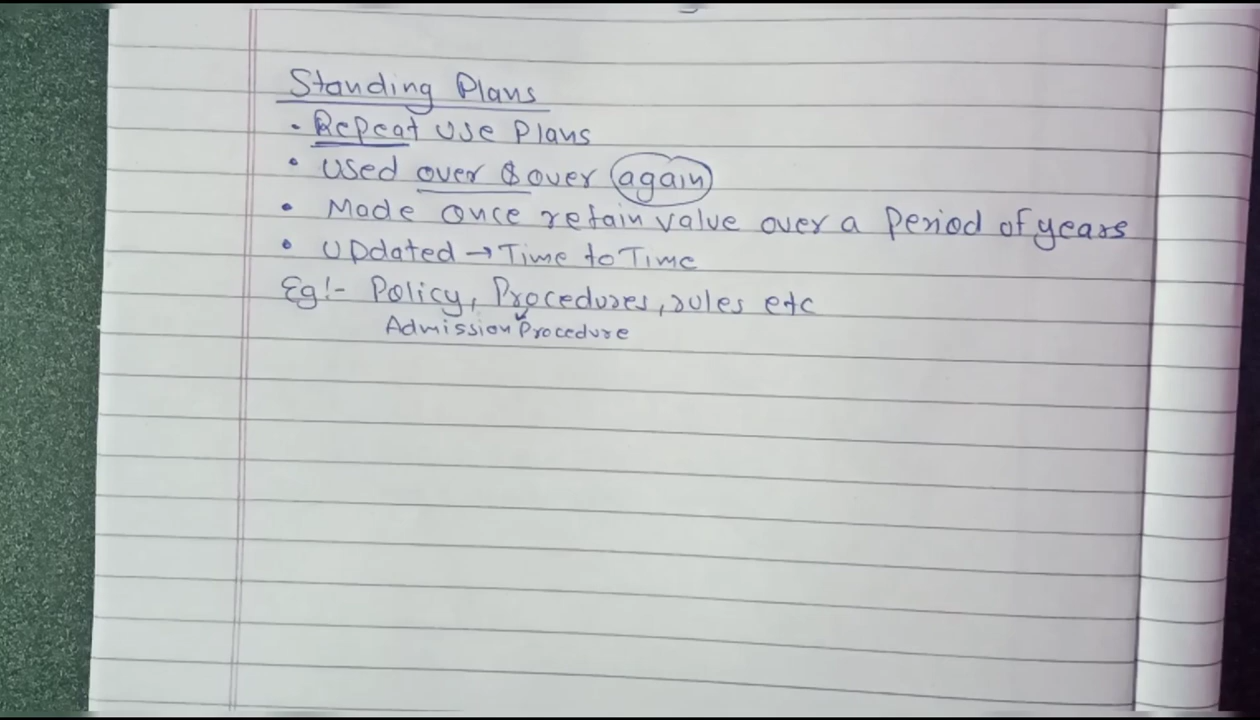 Standing Plans
• Repeat use Plans
• Used over & over again
• Made once retain value over a Period of years
• Updated → Time to Time
Eg:- Policy, Procedures, rules etc
Admission Procedure